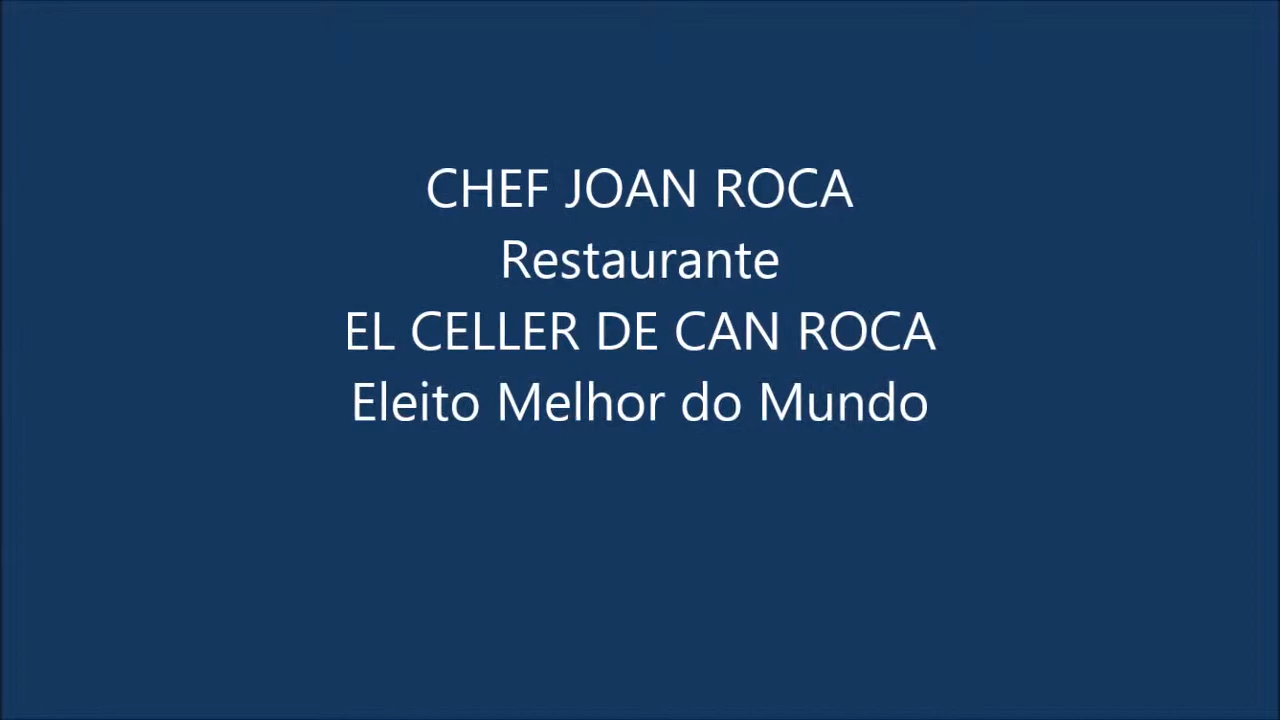 CHEF JOAN ROCA
Restaurante
EL CELLER DE CAN ROCA
Eleito Melhor do Mundo